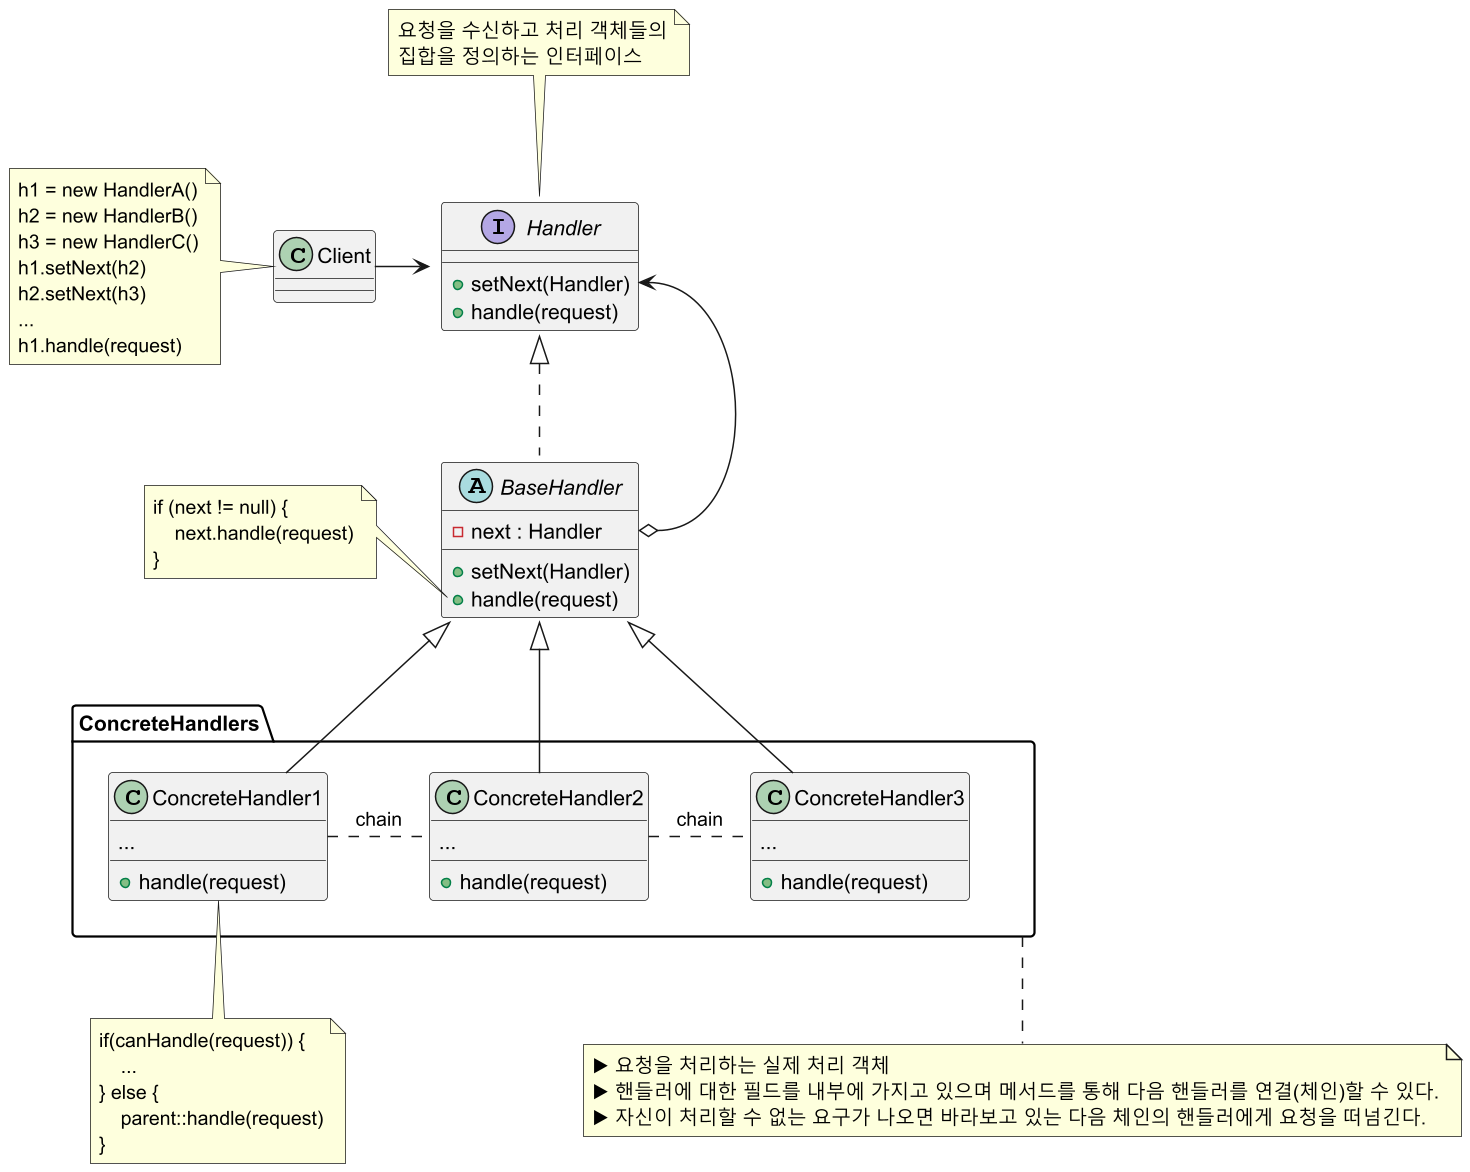 요청을 수신하고 처리 객체들의
집합을 정의하는 인터페이스
h1 = new HandlerA()
h2 = new HandlerB()
h3 = new HandlerC()
h1.setNext(h2)
h2.setNext(h3)
...
h1.handle(request)
C Client
I Handler
setNext(Handler)
handle(request)
if (next != null) {
next.handle(request)
}
A BaseHandler
next : Handler
setNext(Handler)
handle(request)
ConcreteHandlers
C ConcreteHandler1
...
handle(request)
chain
C ConcreteHandler2
...
handle(request)
chain
C ConcreteHandler3
...
handle(request)
if(canHandle(request)) {
...
} else {
parent::handle(request)
}
▶ 요청을 처리하는 실제 처리 객체
▶ 핸들러에 대한 필드를 내부에 가지고 있으며 메서드를 통해 다음 핸들러를 연결(체인)할 수 있다.
▶ 자신이 처리할 수 없는 요구가 나오면 바라보고 있는 다음 체인의 핸들러에게 요청을 떠넘긴다.